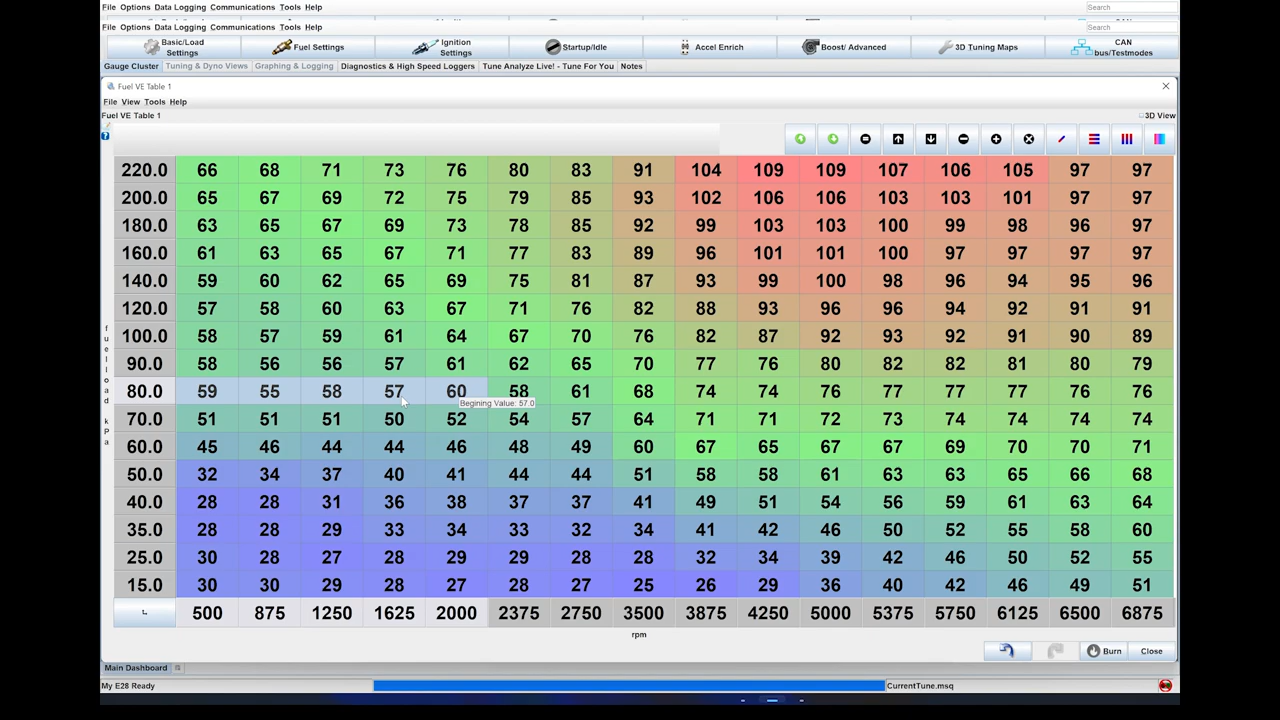 File Options Data Logging Communications Tools Help Search
File Options Data Logging Communications Tools Help Search
Basic/Load Settings Fuel Settings Ignition Settings Startup/Idle Accel Enrich Boost/ Advanced 3D Tuning Maps CAN bus/Testmodes
Gauge Cluster Tuning & Dyno Views Graphing & Logging Diagnostics & High Speed Loggers Tune Analyze Live! - Tune For You Notes
Fuel VE Table 1
File View Tools Help
Fuel VE Table 1 3D View
220.0 66 68 71 73 76 80 83 91 104 109 109 107 106 105 97 97
200.0 65 67 69 72 75 79 85 93 102 106 106 103 103 101 97 97
180.0 63 65 67 69 73 78 85 92 99 103 103 100 99 98 96 97
160.0 61 63 65 67 71 77 83 89 96 101 101 100 97 97 97 97
140.0 59 60 62 65 69 75 81 87 93 99 100 98 96 94 95 96
120.0 57 58 60 63 67 71 76 82 88 93 96 96 94 92 91 91
100.0 58 57 59 61 64 67 70 76 82 87 92 93 92 91 90 89
90.0 58 56 56 57 61 62 65 70 77 76 80 82 82 81 80 79
80.0 59 55 58 57 60 58 61 68 74 74 76 77 77 77 76 76
Begining Value: 57.0
70.0 51 51 51 50 52 54 57 64 71 71 72 73 74 74 74 74
60.0 45 46 44 44 46 48 49 60 67 65 67 67 69 70 70 71
50.0 32 34 37 40 41 44 44 51 58 58 61 63 63 65 66 68
40.0 28 28 31 36 38 37 37 41 49 51 54 56 59 61 63 64
35.0 28 28 29 33 34 33 32 34 41 42 46 50 52 55 58 60
25.0 30 28 27 28 29 29 28 28 32 34 39 42 46 50 52 55
15.0 30 30 29 28 27 28 27 25 26 29 36 40 42 46 49 51
500 875 1250 1625 2000 2375 2750 3500 3875 4250 5000 5375 5750 6125 6500 6875
fuelload kPa
rpm
Burn Close
Main Dashboard
My E28 Ready CurrentTune.msq